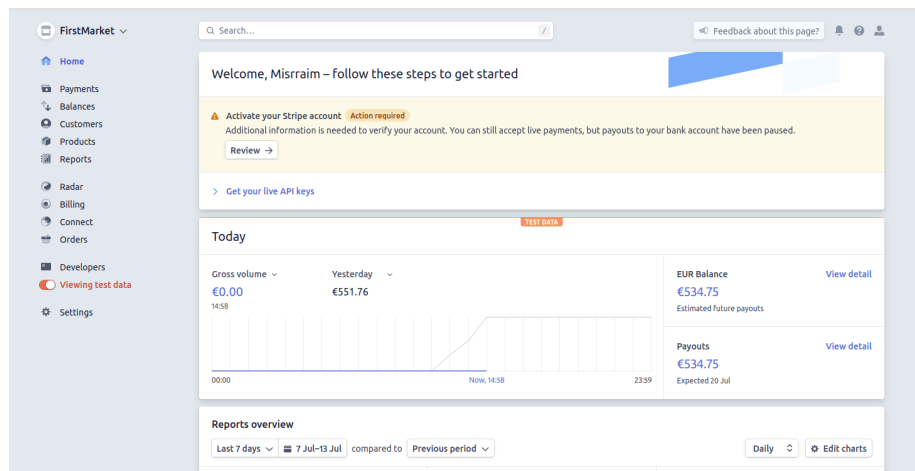 FirstMarket
Search... /
Feedback about this page?
Home
Payments
Balances
Customers
Products
Reports
Radar
Billing
Connect
Orders
Developers
Viewing test data
Settings
Welcome, Misrraim – follow these steps to get started
Activate your Stripe account Action required
Additional information is needed to verify your account. You can still accept live payments, but payouts to your bank account have been paused.
Review →
Get your live API keys
TEST DATA
Today
Gross volume Yesterday
€0.00 €551.76
14:58
00:00 Now, 14:58 23:59
EUR Balance View detail
€534.75
Estimated future payouts
Payouts View detail
€534.75
Expected 20 Jul
Reports overview
Last 7 days 7 Jul–13 Jul compared to Previous period Daily Edit charts